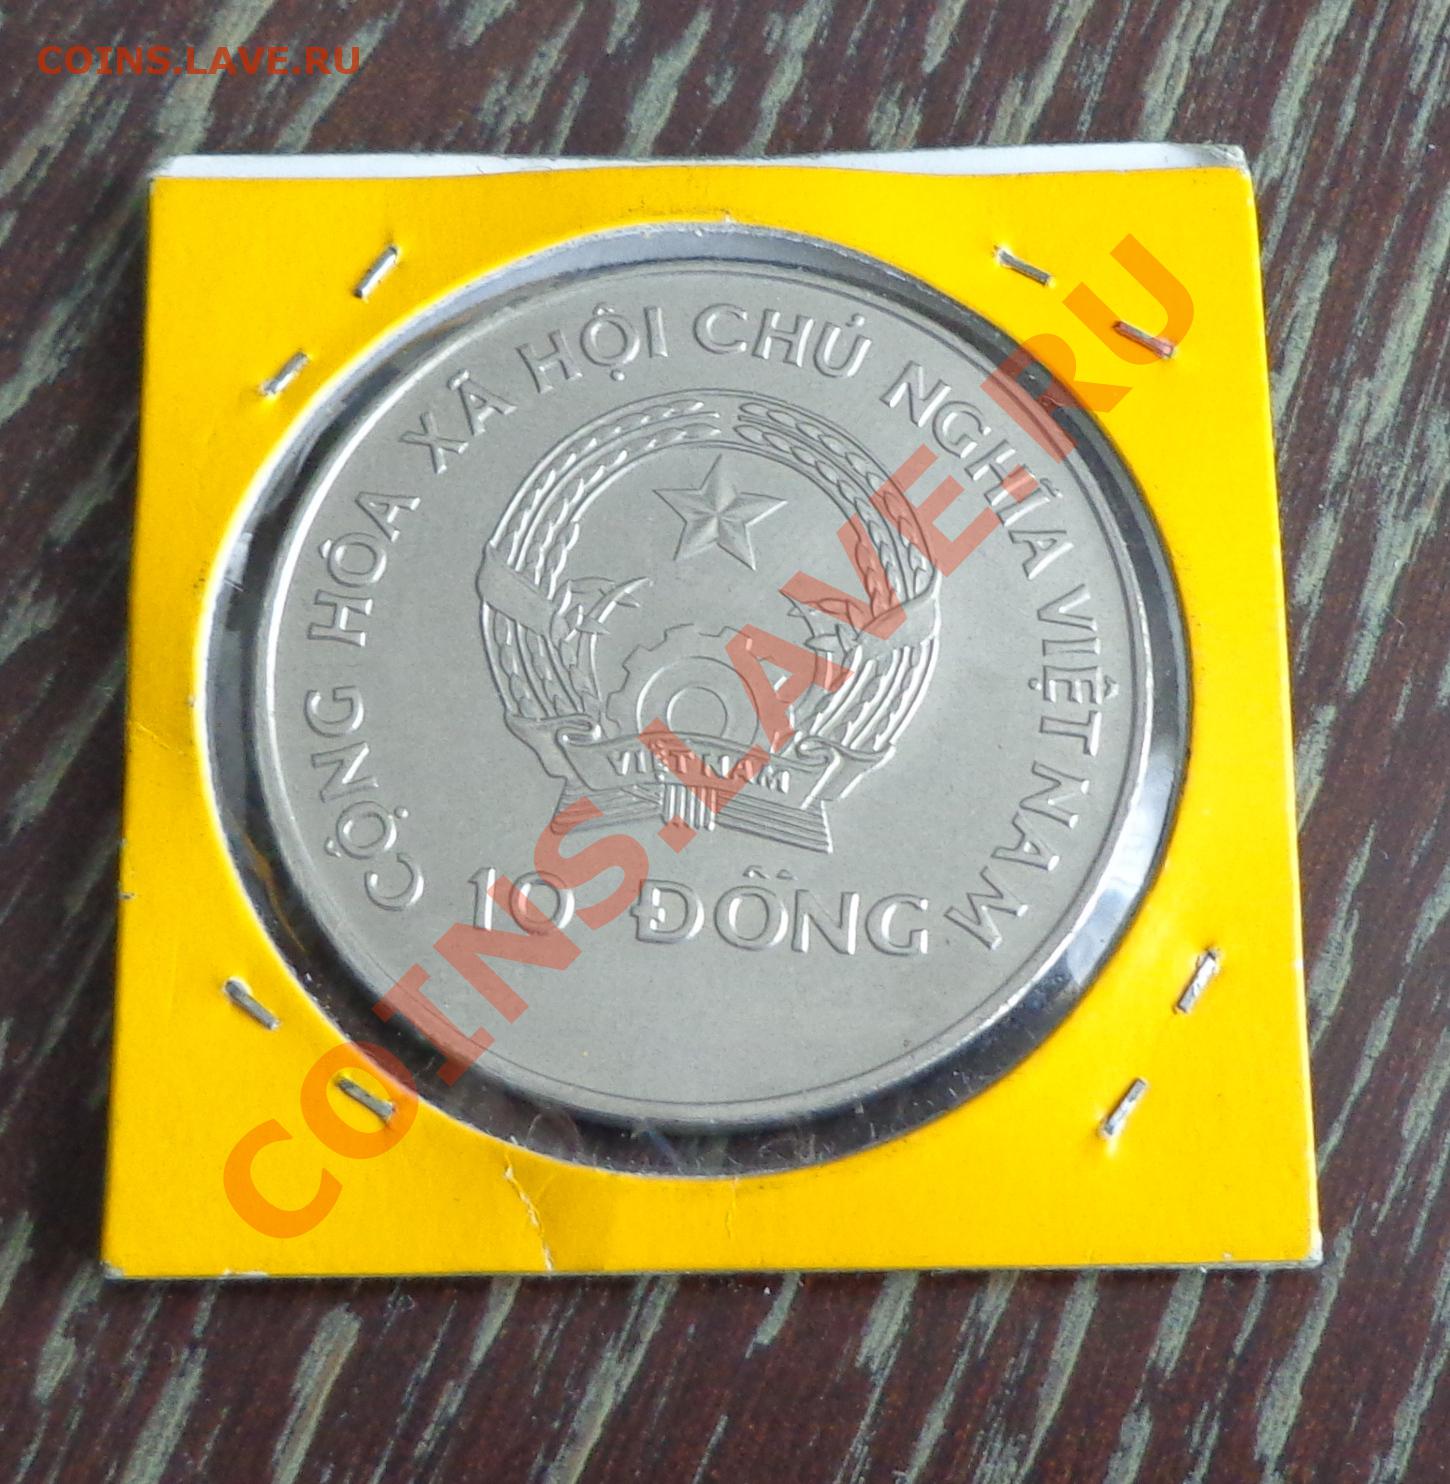 COINS.LAVE.RU
CỘNG HÒA XÃ HỘI CHỦ NGHĨA VIỆT NAM
VIỆT NAM
10 ĐỒNG
COINS.LAVE.RU